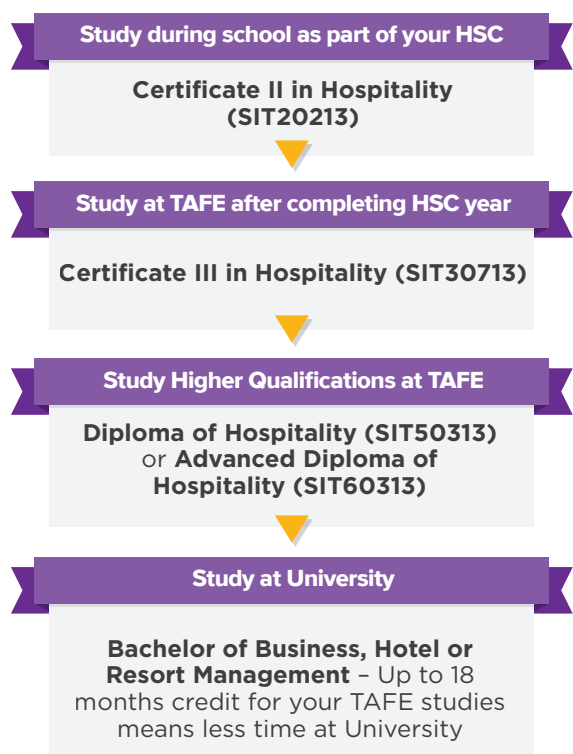 Study during school as part of your HSC
Certificate II in Hospitality
(SIT20213)
Study at TAFE after completing HSC year
Certificate III in Hospitality (SIT30713)
Study Higher Qualifications at TAFE
Diploma of Hospitality (SIT50313)
or Advanced Diploma of
Hospitality (SIT60313)
Study at University
Bachelor of Business, Hotel or
Resort Management – Up to 18
months credit for your TAFE studies
means less time at University